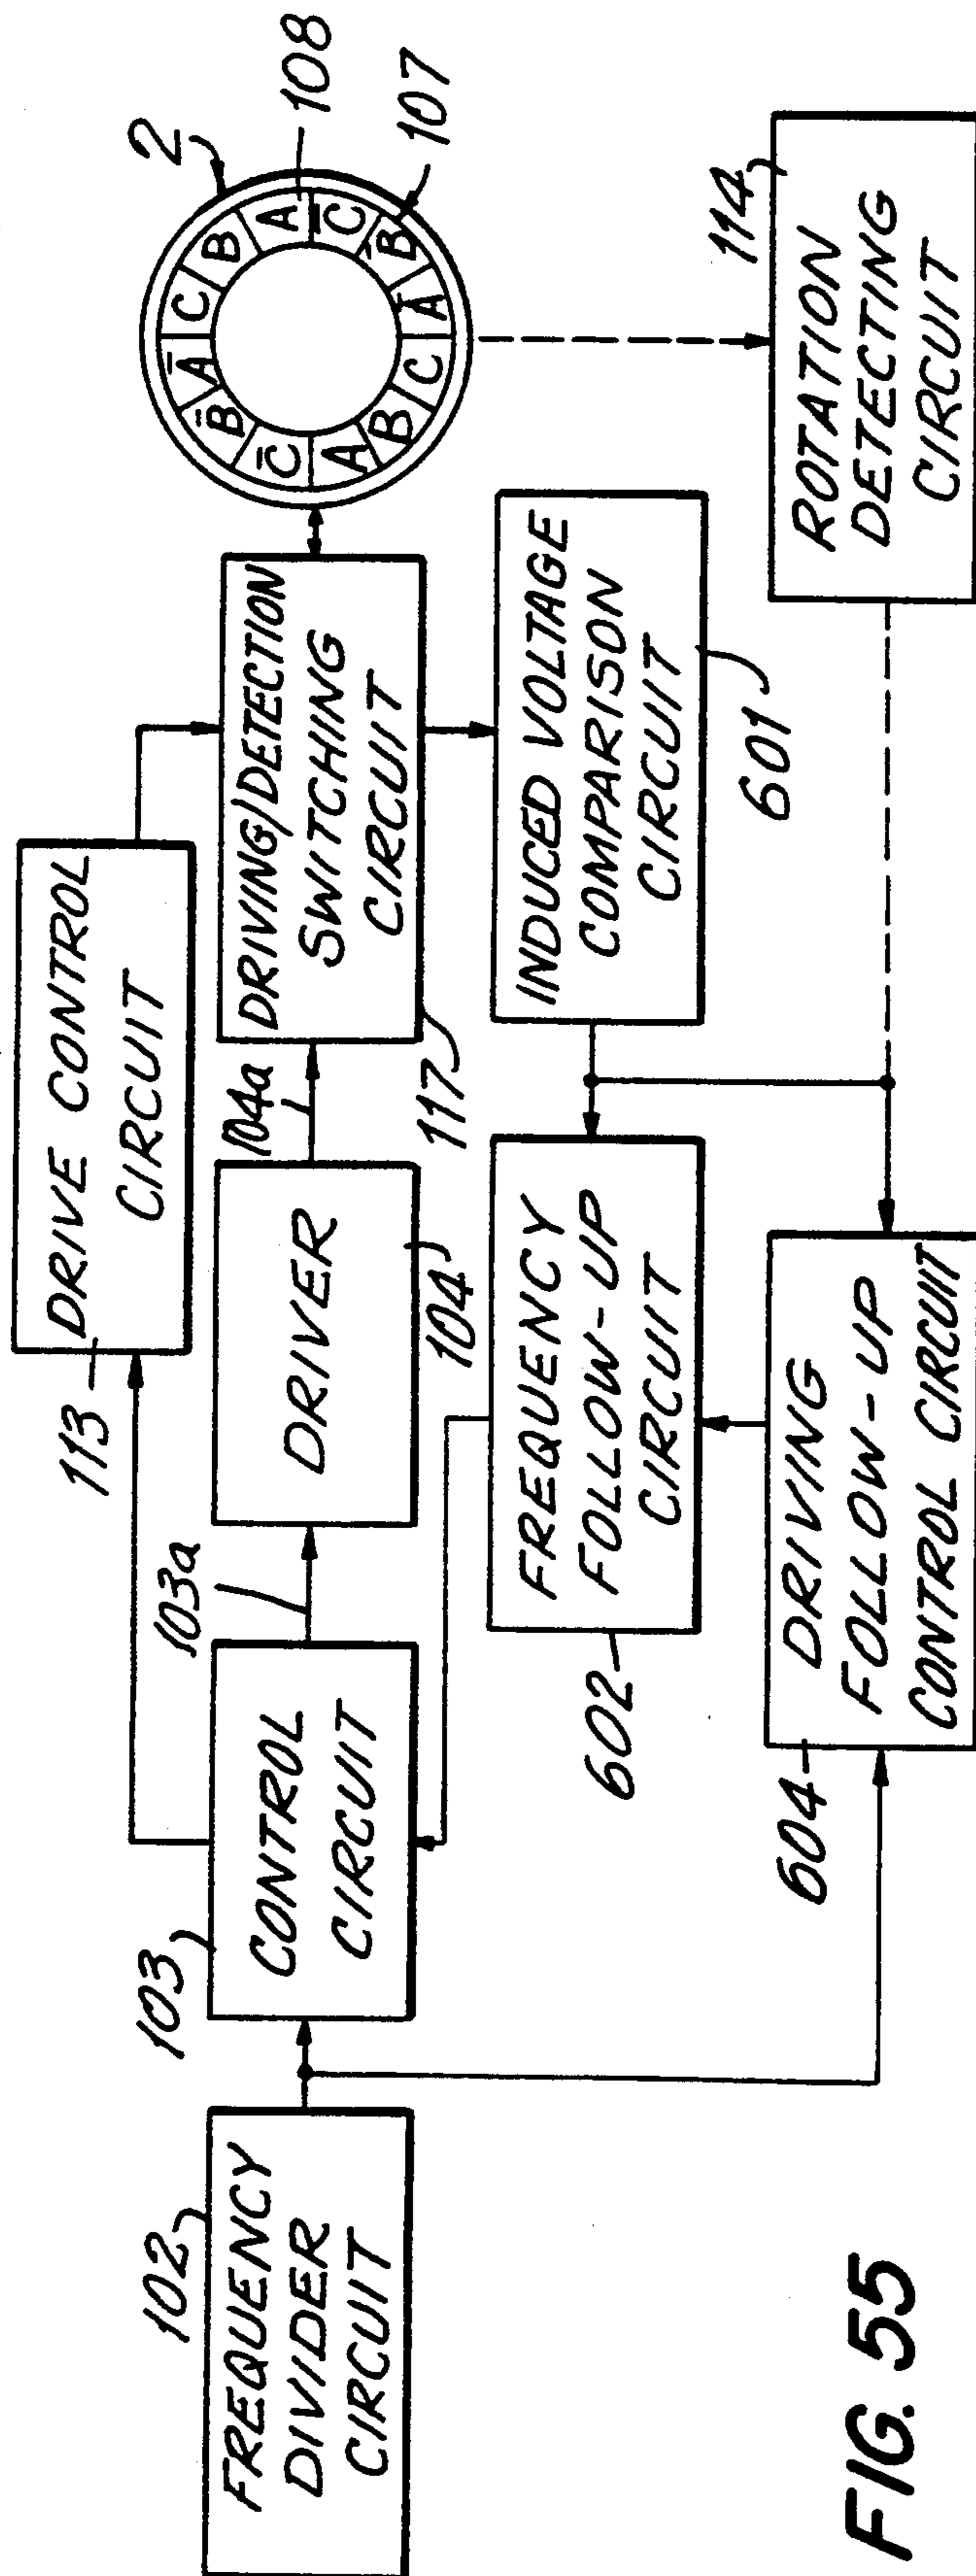 2
108
107
A
B
C
Ā
B̄
C̄
A
B
C
Ā
B̄
C̄
113
DRIVE CONTROL
CIRCUIT
102
FREQUENCY
DIVIDER
CIRCUIT
103
CONTROL
CIRCUIT
103a
DRIVER
104
104a
DRIVING/DETECTION
SWITCHING
CIRCUIT
117
602
FREQUENCY
FOLLOW-UP
CIRCUIT
INDUCED VOLTAGE
COMPARISON
CIRCUIT
601
604
DRIVING
FOLLOW-UP
CONTROL CIRCUIT
114
ROTATION
DETECTING
CIRCUIT
FIG. 55